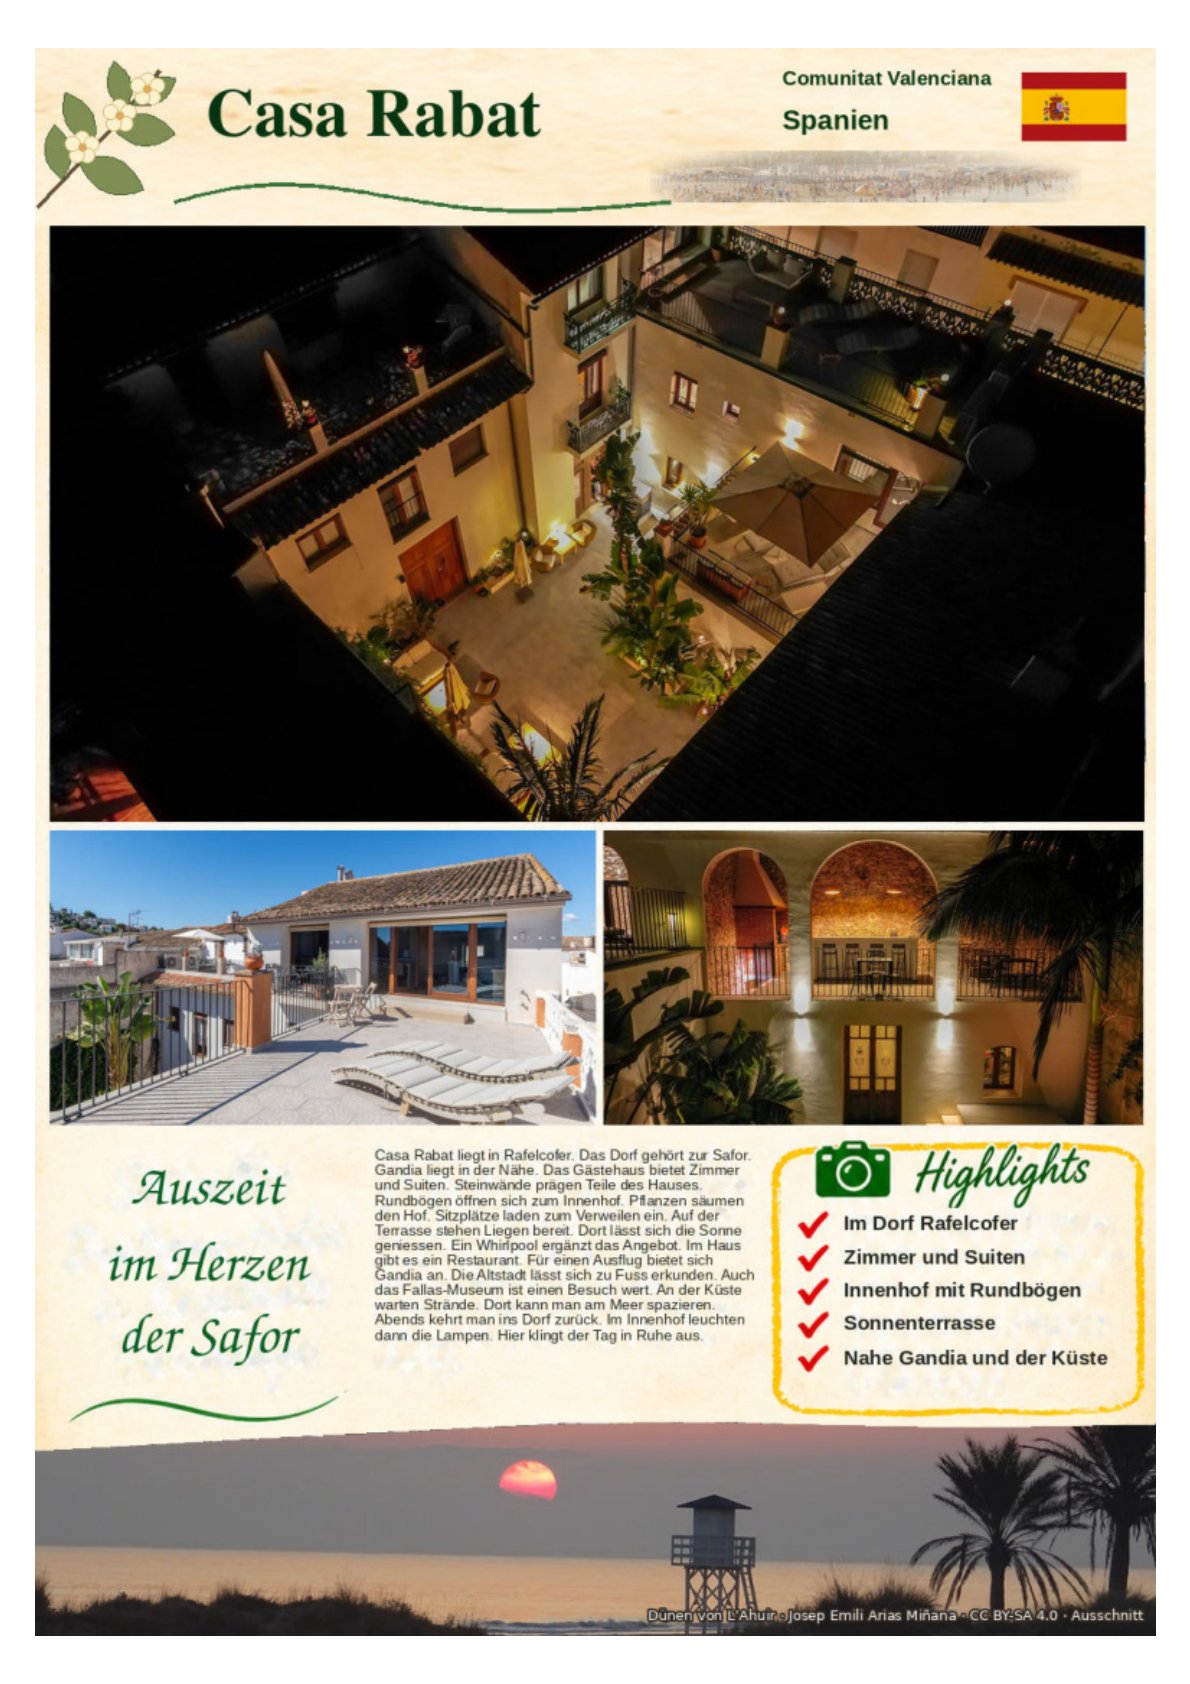 Casa Rabat
Comunitat Valenciana
Spanien
Auszeit
im Herzen
der Safor
Casa Rabat liegt in Rafelcofer. Das Dorf gehört zur Safor.
Gandia liegt in der Nähe. Das Gästehaus bietet Zimmer
und Suiten. Steinwände prägen Teile des Hauses.
Rundbögen öffnen sich zum Innenhof. Pflanzen säumen
den Hof. Sitzplätze laden zum Verweilen ein. Auf der
Terrasse stehen Liegen bereit. Dort lässt sich die Sonne
geniessen. Ein Whirlpool ergänzt das Angebot. Im Haus
gibt es ein Restaurant. Für einen Ausflug bietet sich
Gandia an. Die Altstadt lässt sich zu Fuss erkunden. Auch
das Fallas-Museum ist einen Besuch wert. An der Küste
warten Strände. Dort kann man am Meer spazieren.
Abends kehrt man ins Dorf zurück. Im Innenhof leuchten
dann die Lampen. Hier klingt der Tag in Ruhe aus.
Highlights
Im Dorf Rafelcofer
Zimmer und Suiten
Innenhof mit Rundbögen
Sonnenterrasse
Nahe Gandia und der Küste
Dünen von L'Ahuir · Josep Emili Arias Miñana · CC BY-SA 4.0 · Ausschnitt